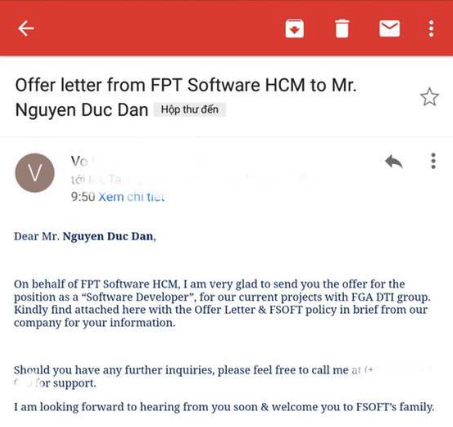 Offer letter from FPT Software HCM to Mr.
Nguyen Duc Dan Hộp thư đến
V
Vo
tới
9:50 Xem chi tiết
Dear Mr. Nguyen Duc Dan,
On behalf of FPT Software HCM, I am very glad to send you the offer for the
position as a “Software Developer”, for our current projects with FGA DTI group.
Kindly find attached here with the Offer Letter & FSOFT policy in brief from our
company for your information.
Should you have any further inquiries, please feel free to call me at (+
for support.
I am looking forward to hearing from you soon & welcome you to FSOFT’s family.